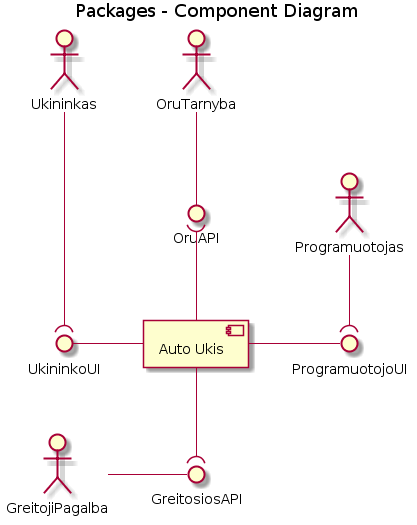 Packages - Component Diagram
Ukininkas
OruTarnyba
OruAPI
Programuotojas
Auto Ukis
UkininkoUI
ProgramuotojoUI
GreitojiPagalba
GreitosiosAPI